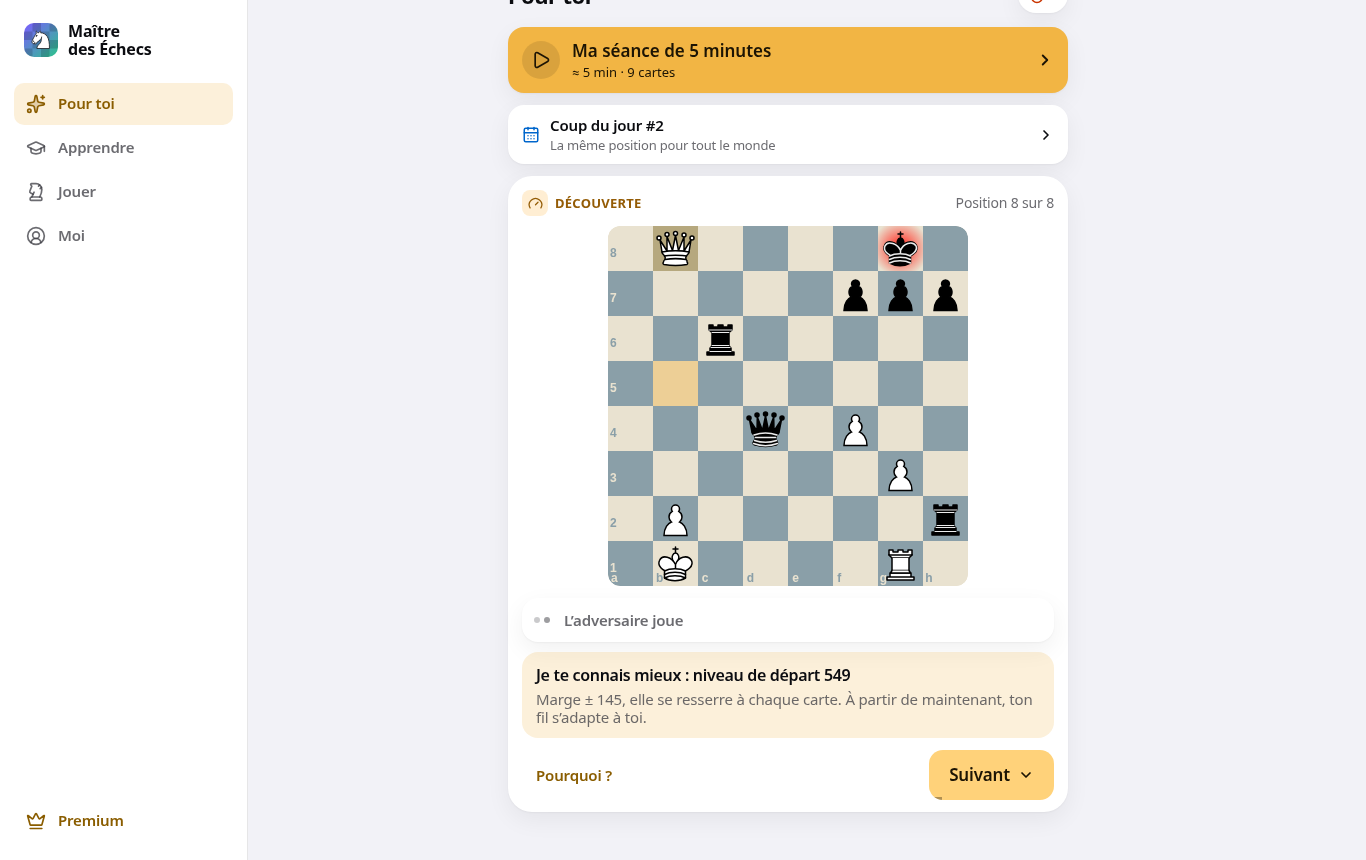 Maître
des Échecs
Pour toi
Apprendre
Jouer
Moi
Premium
Pour toi
Ma séance de 5 minutes
≈ 5 min · 9 cartes
Coup du jour #2
La même position pour tout le monde
DÉCOUVERTE
Position 8 sur 8
8
7
6
5
4
3
2
1
a b c d e f g h
L’adversaire joue
Je te connais mieux : niveau de départ 549
Marge ± 145, elle se resserre à chaque carte. À partir de maintenant, ton
fil s’adapte à toi.
Pourquoi ?
Suivant